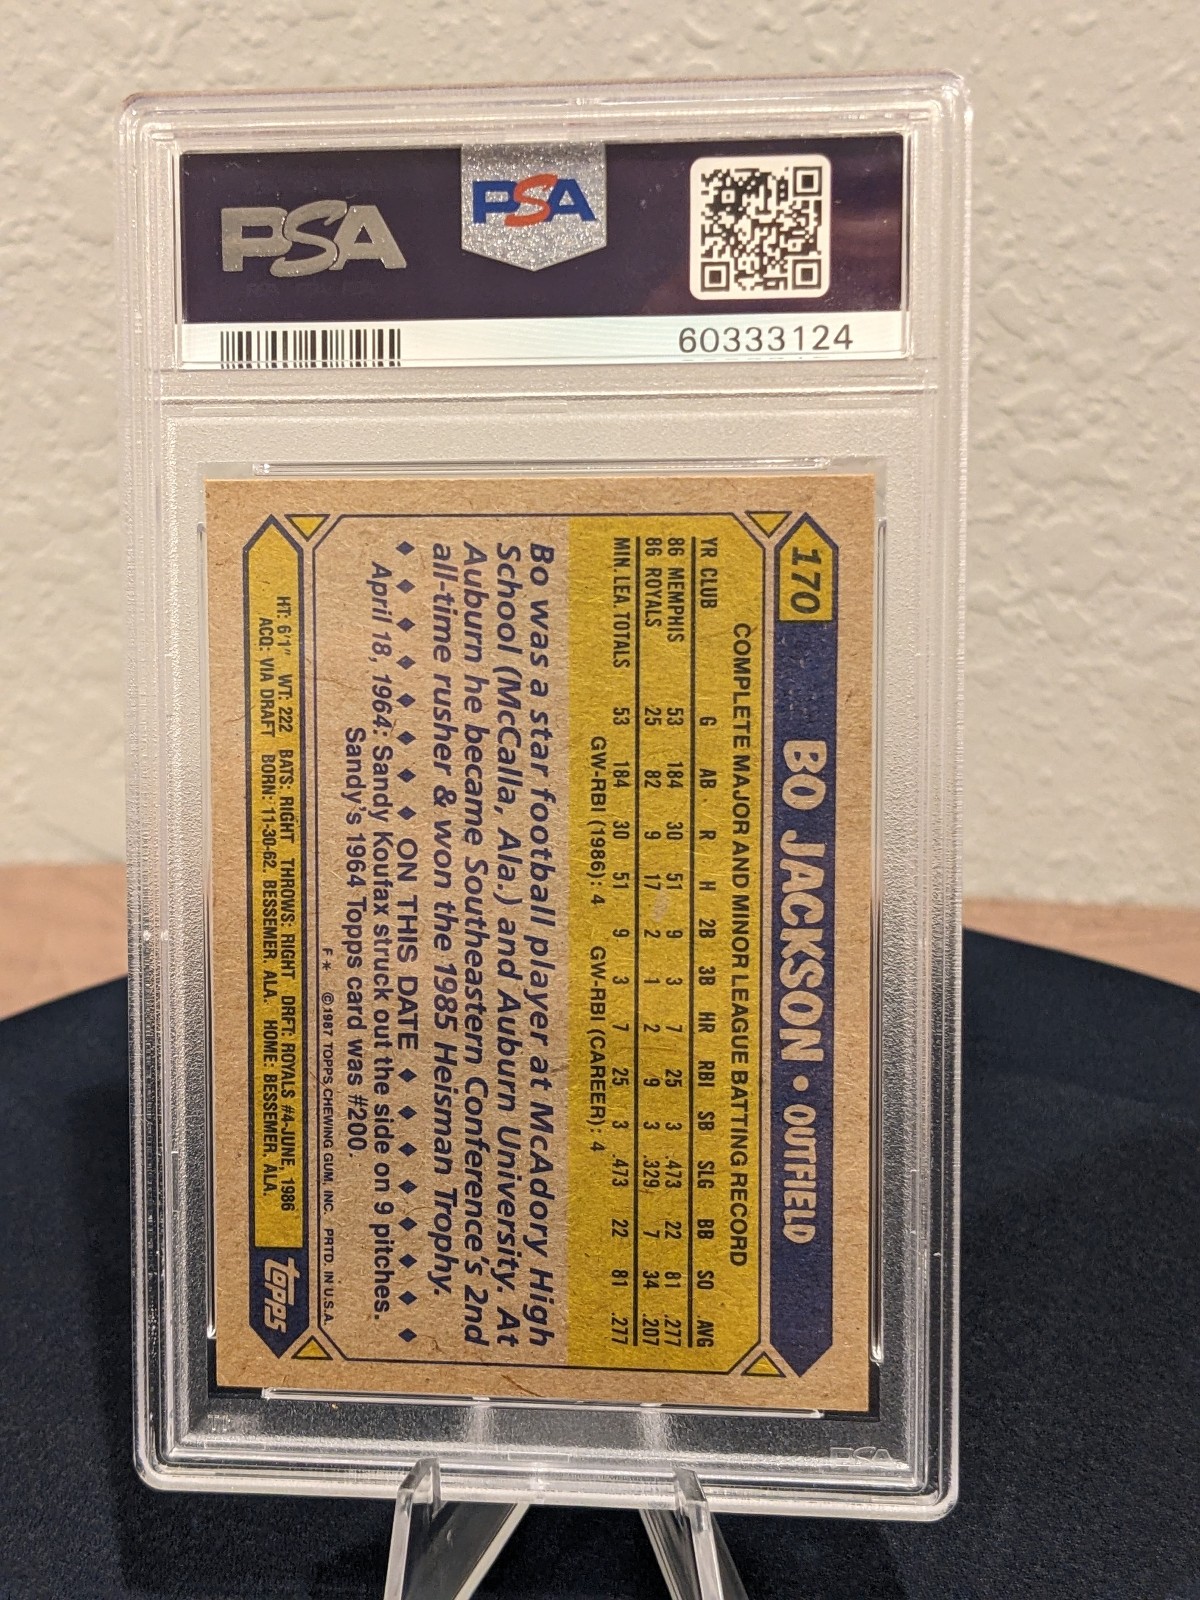 PSA
PSA
60333124
170 BO JACKSON • OUTFIELD
COMPLETE MAJOR AND MINOR LEAGUE BATTING RECORD
YR CLUB G AB R H 2B 3B HR RBI SB SLG BB SO AVG
86 MEMPHIS 53 184 30 51 9 3 7 25 3 .473 22 81 .277
86 ROYALS 25 82 9 17 2 1 2 9 3 .329 7 34 .207
MIN. LEA. TOTALS 53 184 30 51 9 3 7 25 3 .473 22 81 .277
GW-RBI (1986): 4 GW-RBI (CAREER): 4
Bo was a star football player at McAdory High
School (McCalla, Ala.) and Auburn University. At
Auburn he became Southeastern Conference's 2nd
all-time rusher & won the 1985 Heisman Trophy.
♦ ♦ ♦ ♦ ♦ ♦ ♦ ♦ ON THIS DATE ♦ ♦ ♦ ♦ ♦ ♦ ♦ ♦
April 18, 1964: Sandy Koufax struck out the side on 9 pitches.
Sandy's 1964 Topps card was #200.
F* ©1987 TOPPS CHEWING GUM, INC. PRTD. IN U.S.A.
HT: 6'1" WT: 222 BATS: RIGHT THROWS: RIGHT DRFT: ROYALS #4-JUNE, 1986
ACQ: VIA DRAFT BORN: 11-30-62, BESSEMER, ALA. HOME: BESSEMER, ALA.
topps
PSA